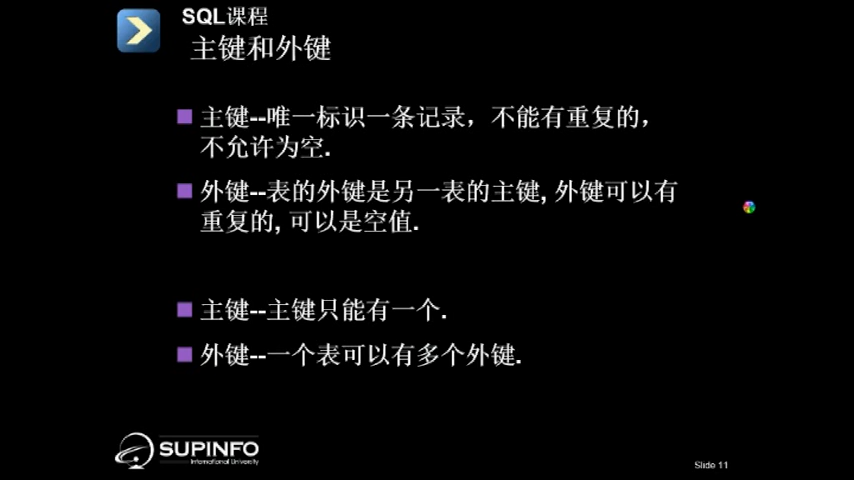 SQL课程
主键和外键
主键--唯一标识一条记录，不能有重复的，
不允许为空.
外键--表的外键是另一表的主键, 外键可以有
重复的, 可以是空值.
主键--主键只能有一个.
外键--一个表可以有多个外键.
SUPINFO
International University
Slide 11